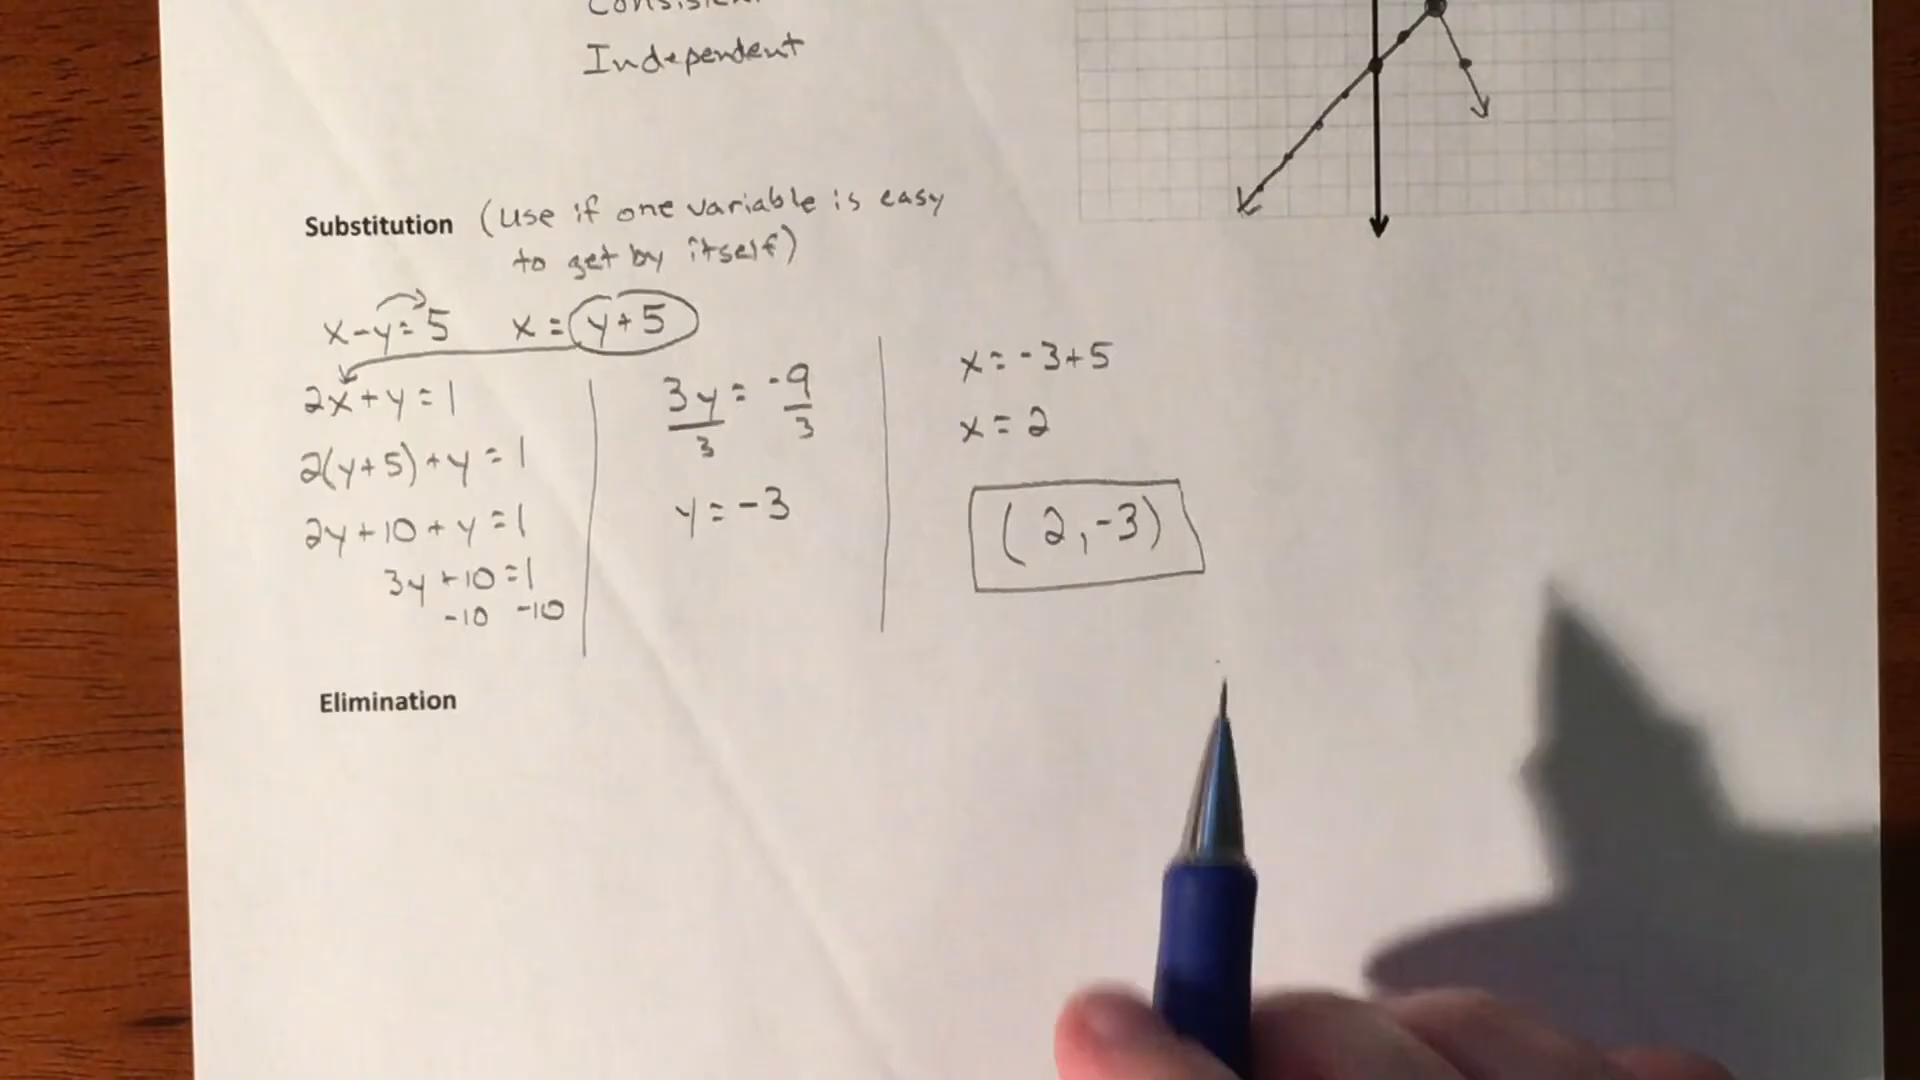 Independent
Substitution (use if one variable is easy
to get by itself)
x-y=5 x=y+5
2x+y=1
2(y+5)+y=1
2y+10+y=1
3y+10=1
-10 -10
3y = -9
3 3
y=-3
x=-3+5
x=2
(2,-3)
Elimination